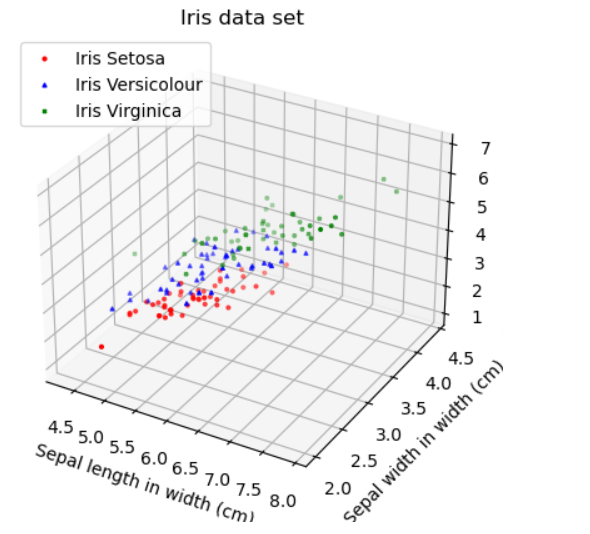 Iris data set
Iris Setosa
Iris Versicolour
Iris Virginica
7
6
5
4
3
2
1
4.5
4.0
3.5
3.0
2.5
2.0
Sepal width in width (cm)
4.5 5.0 5.5 6.0 6.5 7.0 7.5 8.0
Sepal length in width (cm)